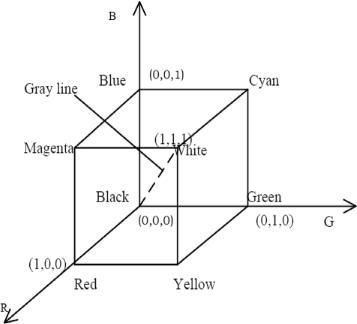 B
Blue (0,0,1) Cyan
Gray line
Magenta (1,1,1) White
Black Green
(0,0,0) (0,1,0) G
(1,0,0)
Red Yellow
R